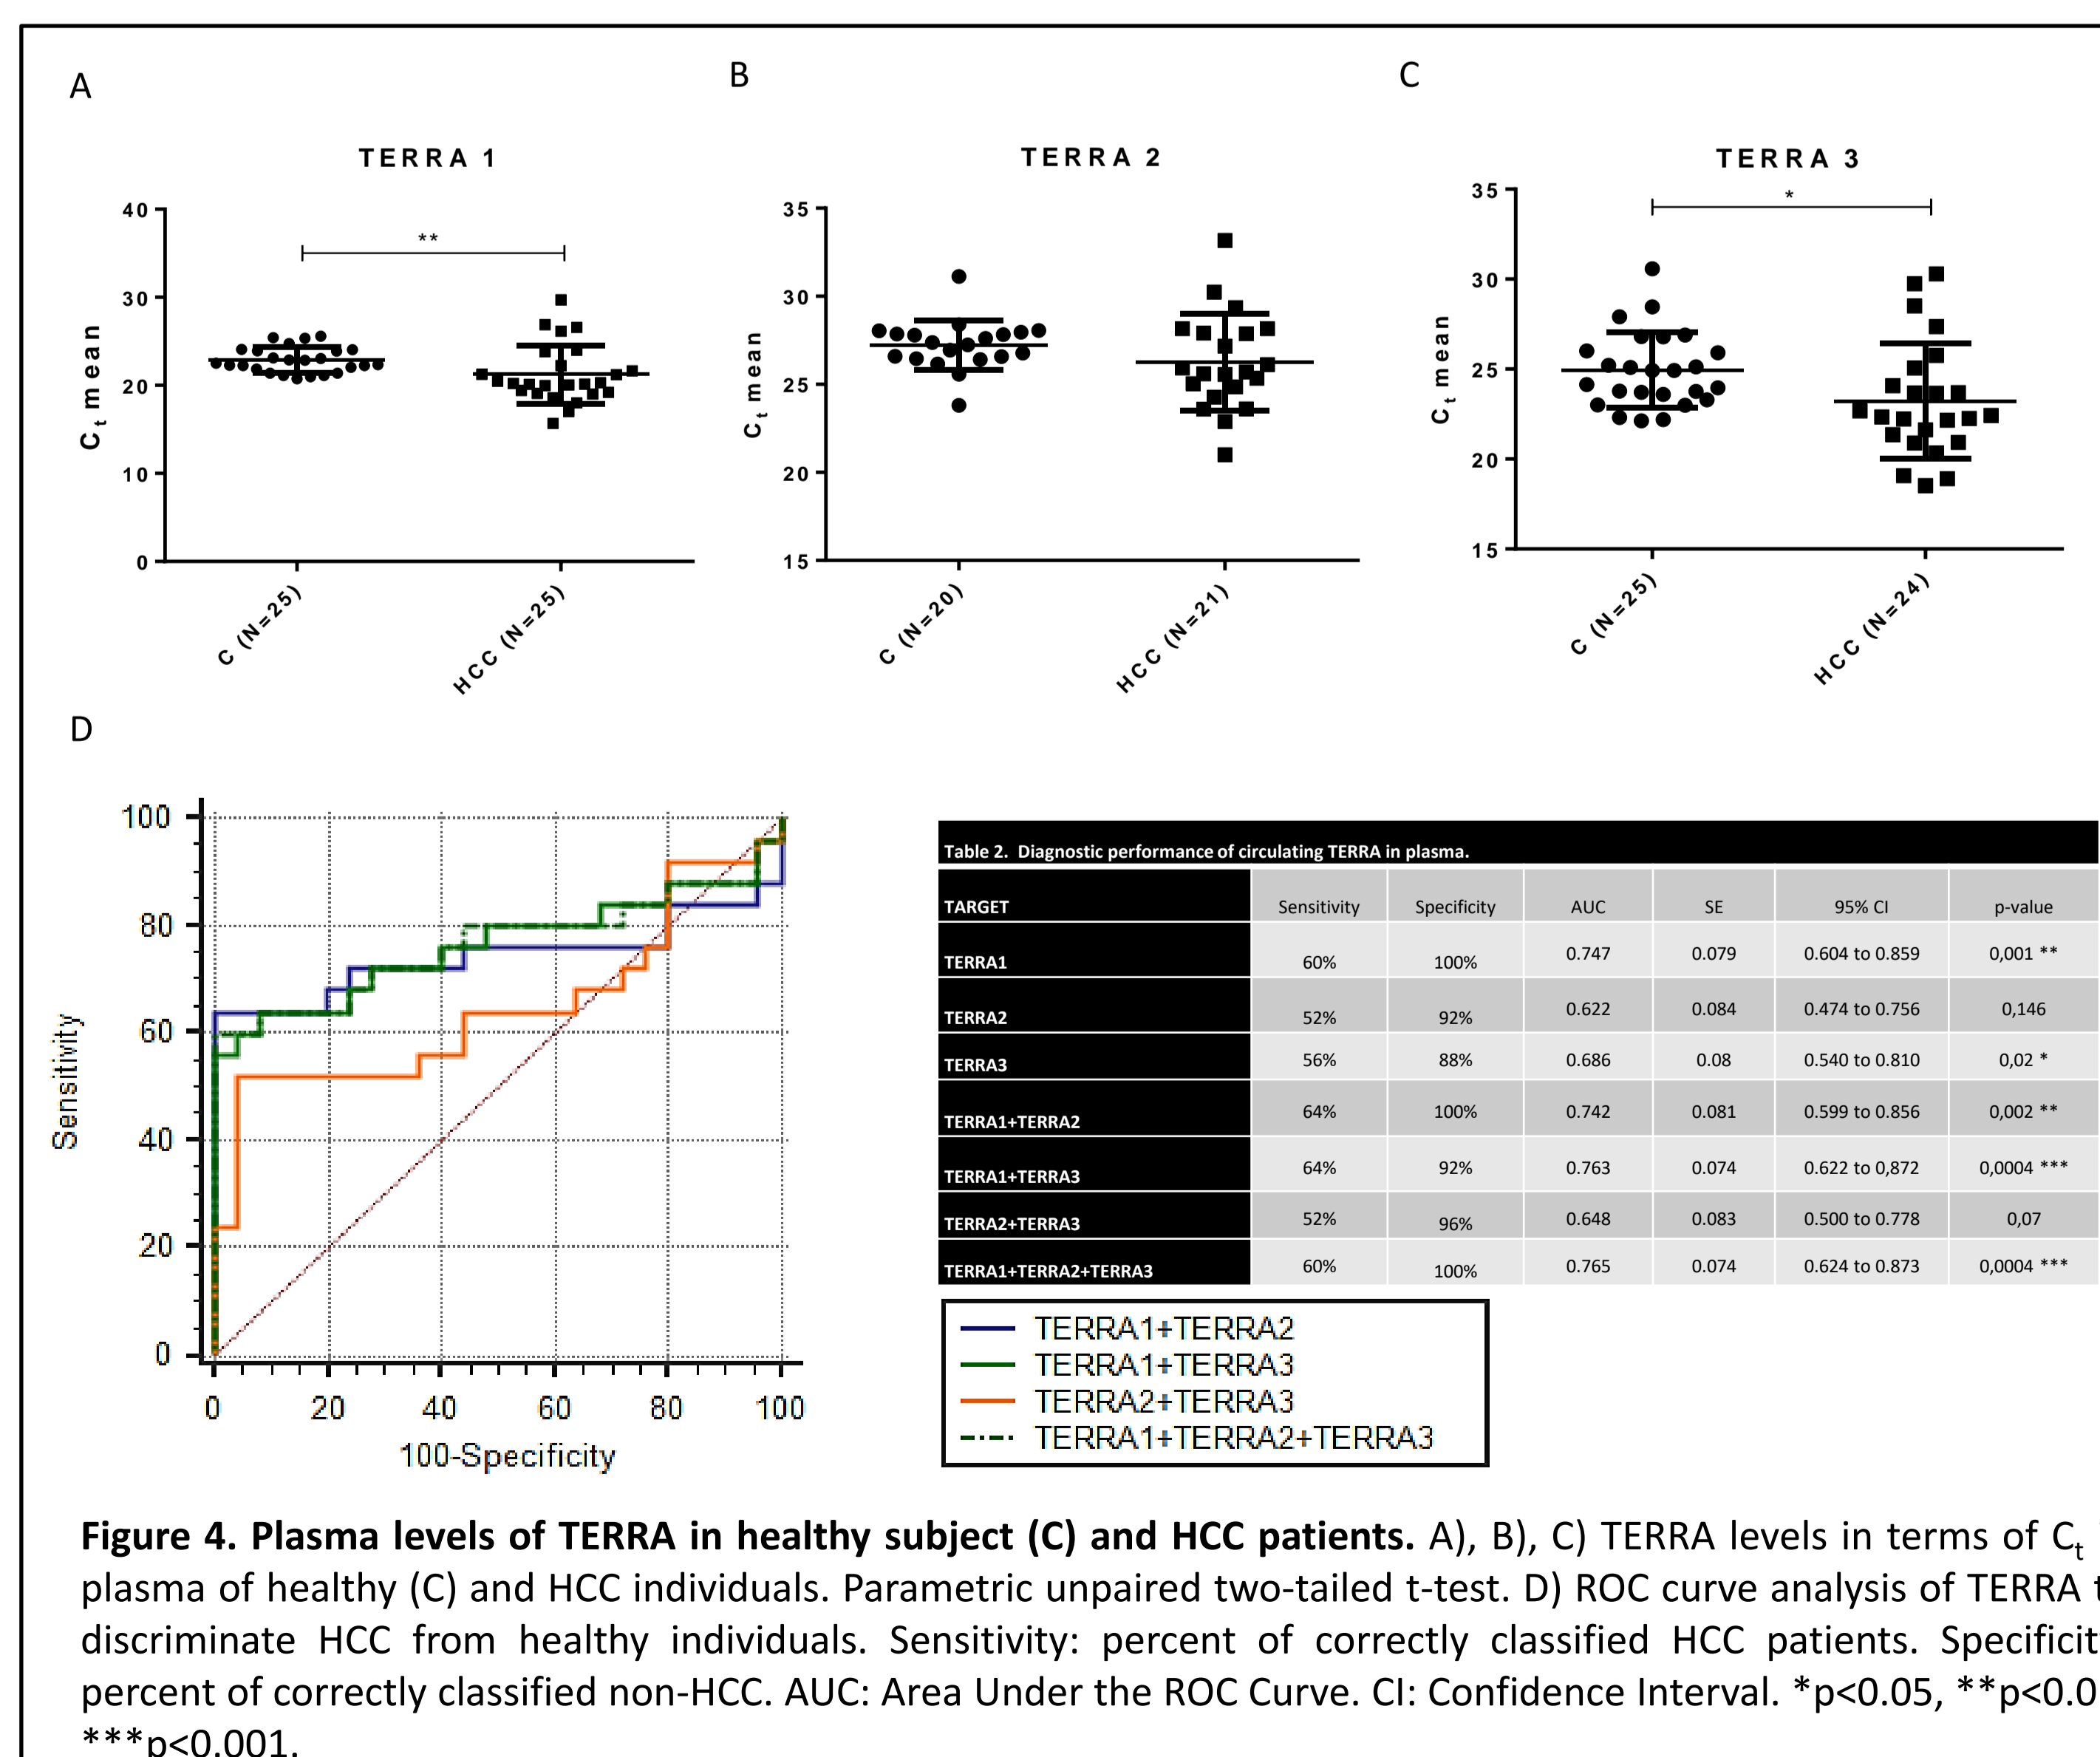 A
B
C
TERRA 1
TERRA 2
TERRA 3
Ct mean
40
30
20
10
0
**
C (N=25)
HCC (N=25)
Ct mean
35
30
25
20
15
C (N=20)
HCC (N=21)
Ct mean
35
30
25
20
15
*
C (N=25)
HCC (N=24)
D
Sensitivity
100
80
60
40
20
0
0 20 40 60 80 100
100-Specificity
Table 2. Diagnostic performance of circulating TERRA in plasma.
TARGET Sensitivity Specificity AUC SE 95% CI p-value
TERRA1 60% 100% 0.747 0.079 0.604 to 0.859 0,001 **
TERRA2 52% 92% 0.622 0.084 0.474 to 0.756 0,146
TERRA3 56% 88% 0.686 0.08 0.540 to 0.810 0,02 *
TERRA1+TERRA2 64% 100% 0.742 0.081 0.599 to 0.856 0,002 **
TERRA1+TERRA3 64% 92% 0.763 0.074 0.622 to 0,872 0,0004 ***
TERRA2+TERRA3 52% 96% 0.648 0.083 0.500 to 0.778 0,07
TERRA1+TERRA2+TERRA3 60% 100% 0.765 0.074 0.624 to 0.873 0,0004 ***
TERRA1+TERRA2
TERRA1+TERRA3
TERRA2+TERRA3
TERRA1+TERRA2+TERRA3
Figure 4. Plasma levels of TERRA in healthy subject (C) and HCC patients. A), B), C) TERRA levels in terms of Ct
plasma of healthy (C) and HCC individuals. Parametric unpaired two-tailed t-test. D) ROC curve analysis of TERRA
discriminate HCC from healthy individuals. Sensitivity: percent of correctly classified HCC patients.
percent of correctly classified non-HCC. AUC: Area Under the ROC Curve. CI: Confidence Interval. *p<0.05, **p<0.0
***p<0.001.